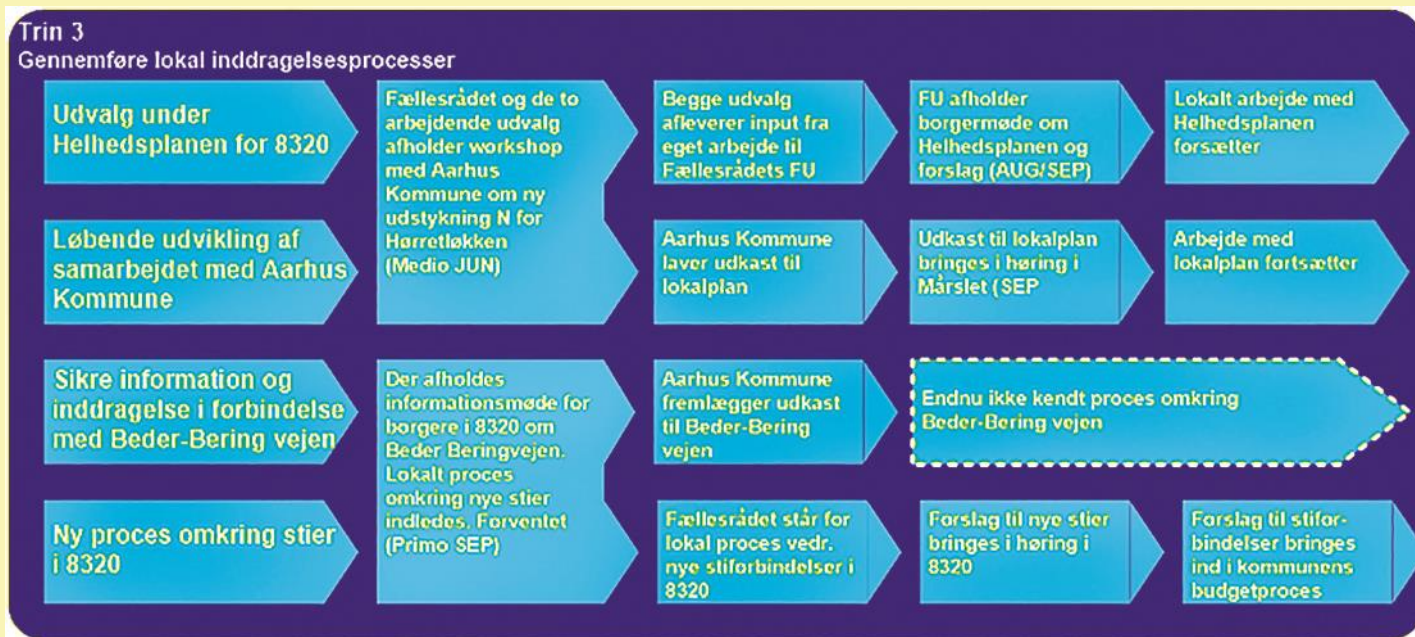 Trin 3
Gennemføre lokal inddragelsesprocesser
Udvalg under
Helhedsplanen for 8320
Fællesrådet og de to
arbejdende udvalg
afholder workshop
med Aarhus
Kommune om ny
udstykning N for
Hørretløkken
(Medio JUN)
Begge udvalg
afleverer input fra
eget arbejde til
Fællesrådets FU
FU afholder
borgermøde om
Helhedsplanen og
forslag (AUG/SEP)
Lokalt arbejde med
Helhedsplanen
forsætter
Løbende udvikling af
samarbejdet med Aarhus
Kommune
Aarhus Kommune
laver udkast til
lokalplan
Udkast til lokalplan
bringes i høring i
Mårslet (SEP
Arbejde med
lokalplan fortsætter
Sikre information og
inddragelse i forbindelse
med Beder-Bering vejen
Der afholdes
informationsmøde for
borgere i 8320 om
Beder Beringvejen.
Lokalt proces
omkring nye stier
indledes. Forventet
(Primo SEP)
Aarhus Kommune
fremlægger udkast
til Beder-Bering
vejen
Endnu ikke kendt proces omkring
Beder-Bering vejen
Ny proces omkring stier
i 8320
Fællesrådet står for
lokal proces vedr.
nye stiforbindelser i
8320
Forslag til nye stier
bringes i høring i
8320
Forslag til stifor-
bindelser bringes
ind i kommunens
budgetproces